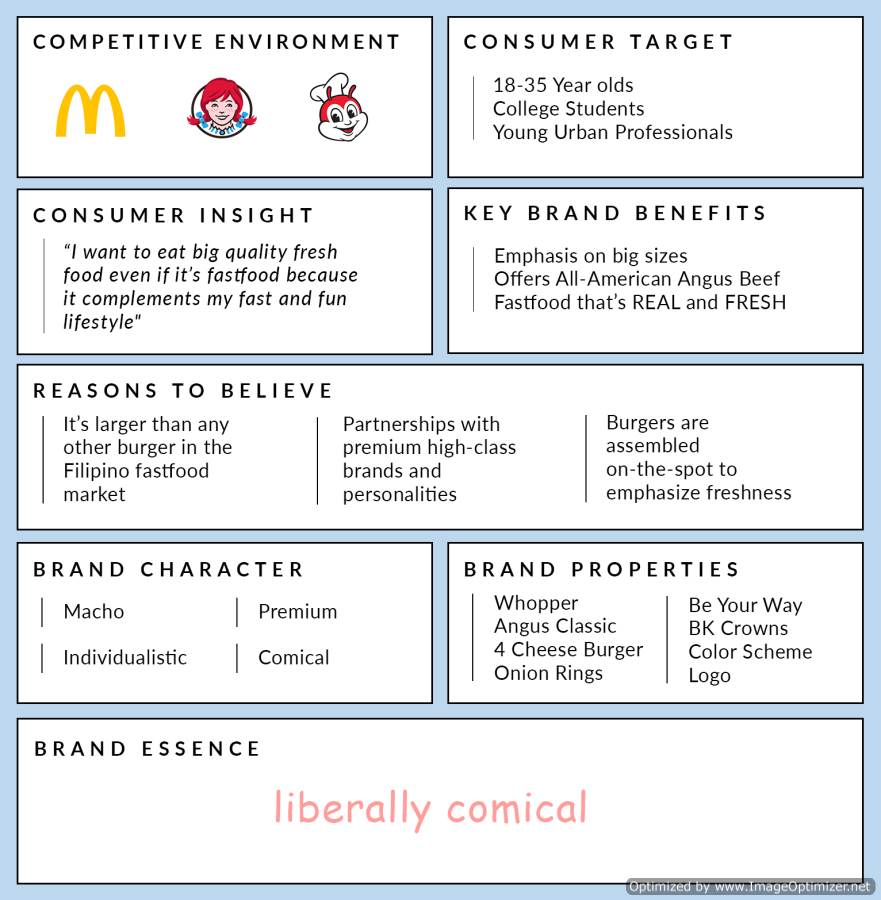 COMPETITIVE ENVIRONMENT
CONSUMER TARGET
18-35 Year olds
College Students
Young Urban Professionals
CONSUMER INSIGHT
“I want to eat big quality fresh
food even if it’s fastfood because
it complements my fast and fun
lifestyle"
KEY BRAND BENEFITS
Emphasis on big sizes
Offers All-American Angus Beef
Fastfood that’s REAL and FRESH
REASONS TO BELIEVE
It’s larger than any
other burger in the
Filipino fastfood
market
Partnerships with
premium high-class
brands and
personalities
Burgers are
assembled
on-the-spot to
emphasize freshness
BRAND CHARACTER
Macho
Premium
Individualistic
Comical
BRAND PROPERTIES
Whopper
Angus Classic
4 Cheese Burger
Onion Rings
Be Your Way
BK Crowns
Color Scheme
Logo
BRAND ESSENCE
liberally comical
Optimized by www.ImageOptimizer.net